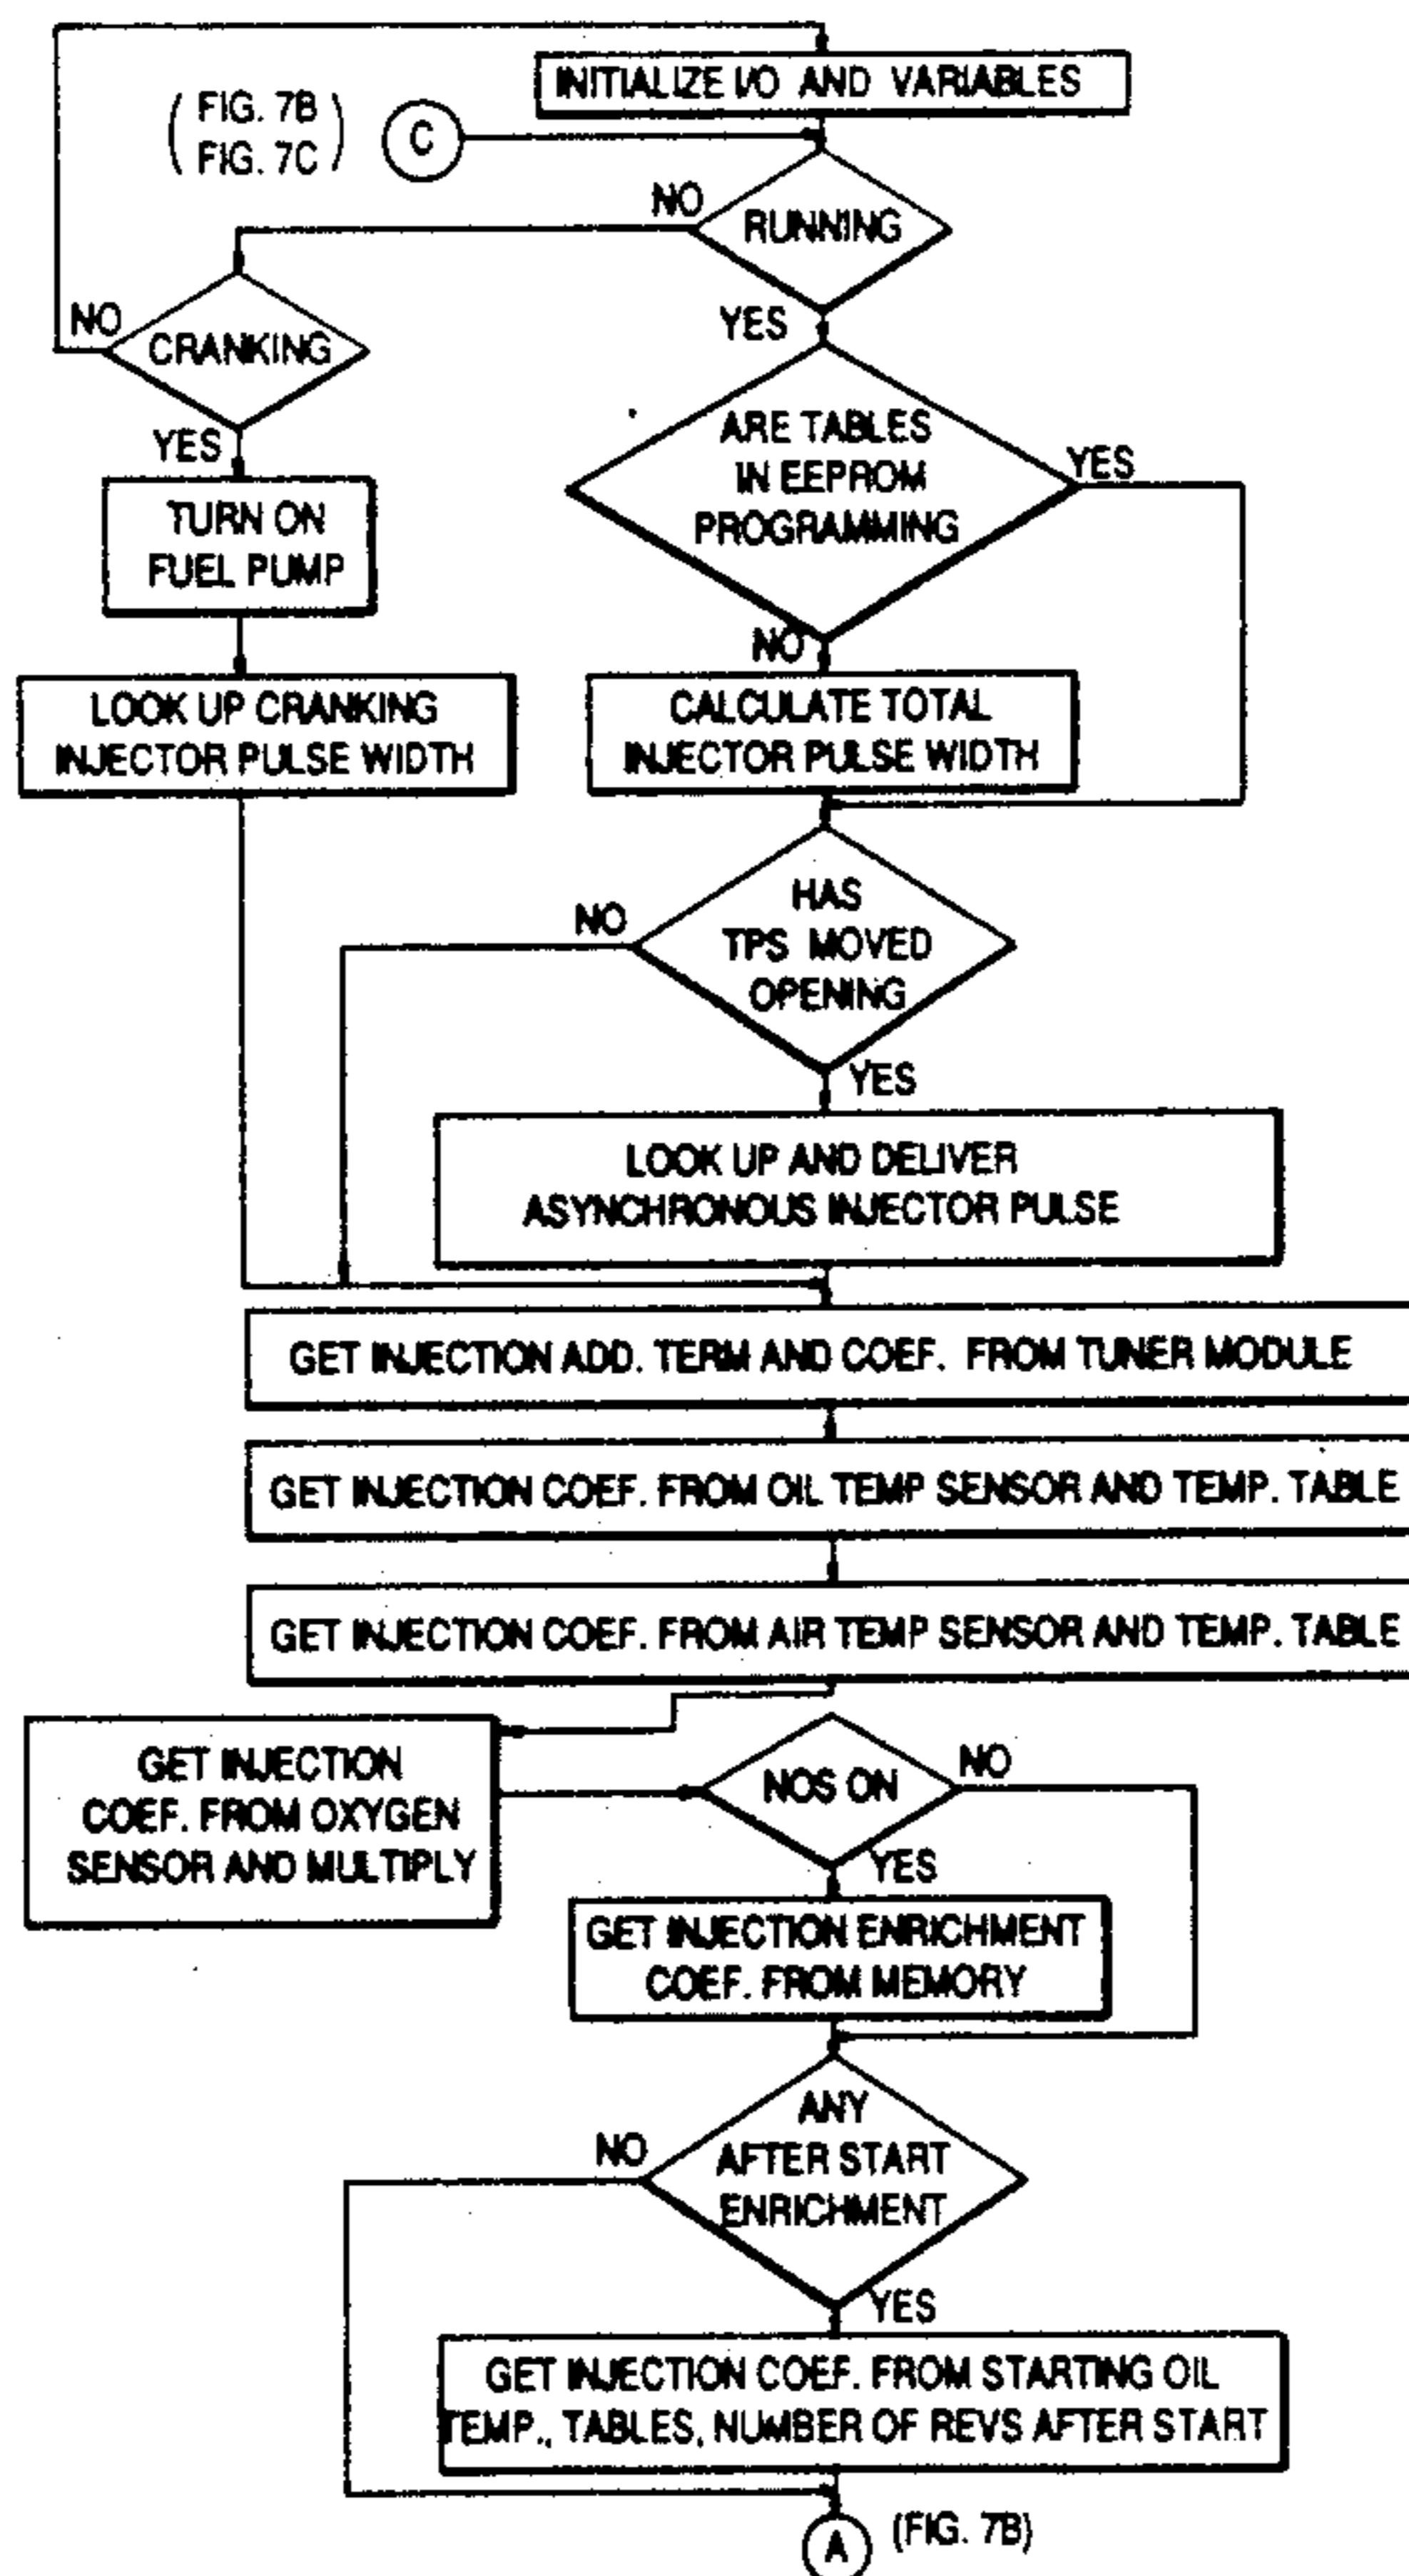 INITIALIZE I/O AND VARIABLES
( FIG. 7B
FIG. 7C )
C
NO
RUNNING
YES
NO
CRANKING
YES
ARE TABLES
IN EEPROM
PROGRAMMING
YES
NO
TURN ON
FUEL PUMP
LOOK UP CRANKING
INJECTOR PULSE WIDTH
CALCULATE TOTAL
INJECTOR PULSE WIDTH
HAS
TPS MOVED
OPENING
NO
YES
LOOK UP AND DELIVER
ASYNCHRONOUS INJECTOR PULSE
GET INJECTION ADD. TERM AND COEF. FROM TUNER MODULE
GET INJECTION COEF. FROM OIL TEMP SENSOR AND TEMP. TABLE
GET INJECTION COEF. FROM AIR TEMP SENSOR AND TEMP. TABLE
GET INJECTION
COEF. FROM OXYGEN
SENSOR AND MULTIPLY
NOS ON
NO
YES
GET INJECTION ENRICHMENT
COEF. FROM MEMORY
ANY
AFTER START
ENRICHMENT
NO
YES
GET INJECTION COEF. FROM STARTING OIL
TEMP., TABLES, NUMBER OF REVS AFTER START
A
(FIG. 7B)